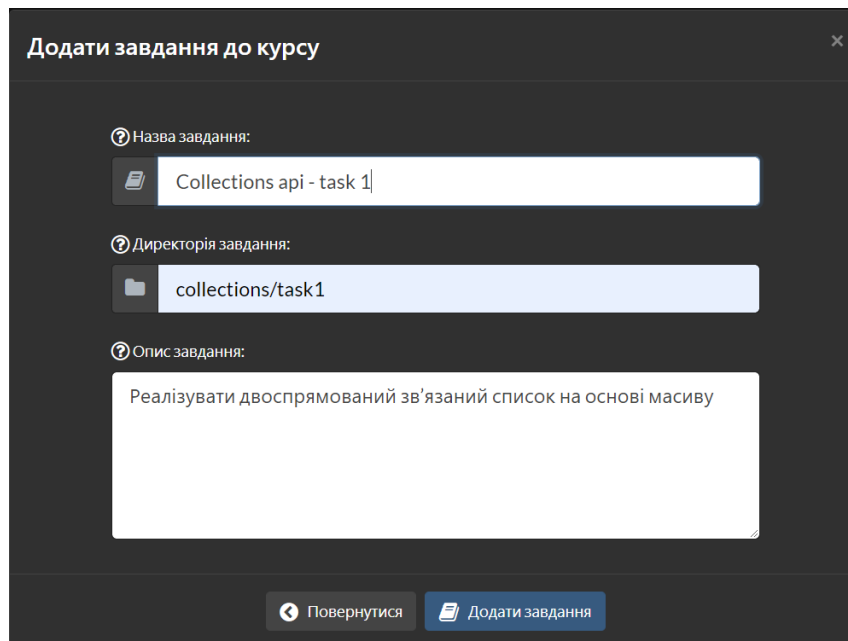 Додати завдання до курсу
×
Назва завдання:
Collections api - task 1
Директорія завдання:
collections/task1
Опис завдання:
Реалізувати двоспрямований зв’язаний список на основі масиву
Повернутися
Додати завдання